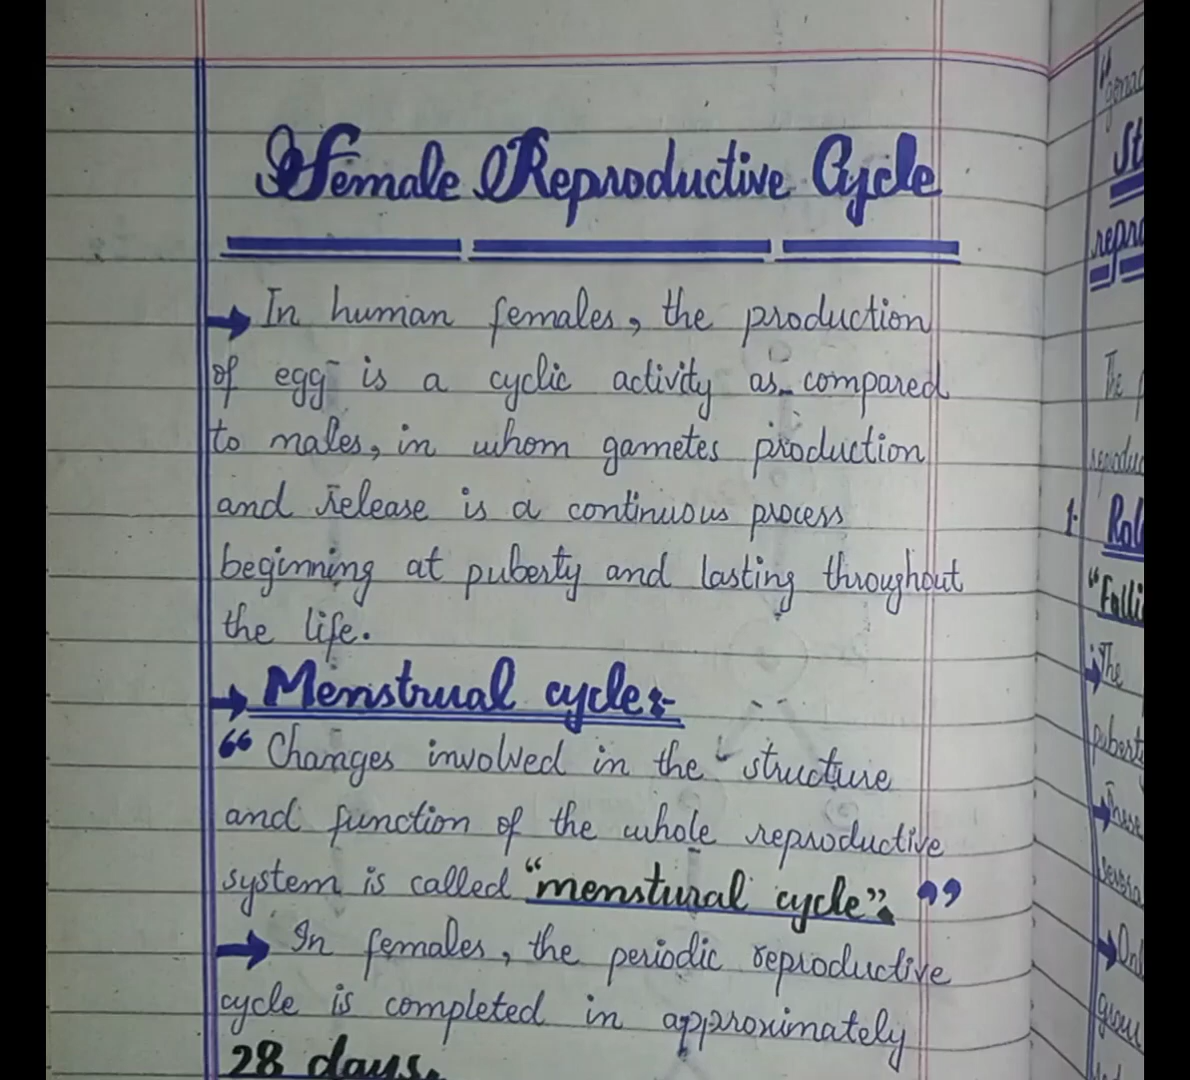 Female Reproductive Cycle
→ In human females, the production
of egg is a cyclic activity as compared
to males, in whom gametes production
and release is a continuous process
beginning at puberty and lasting throughout
the life.
→ Menstrual cycle:-
“ Changes involved in the structure
and function of the whole reproductive
system is called “menstural cycle”. ”
→ In females, the periodic reproductive
cycle is completed in approximately
28 days.
1.
The